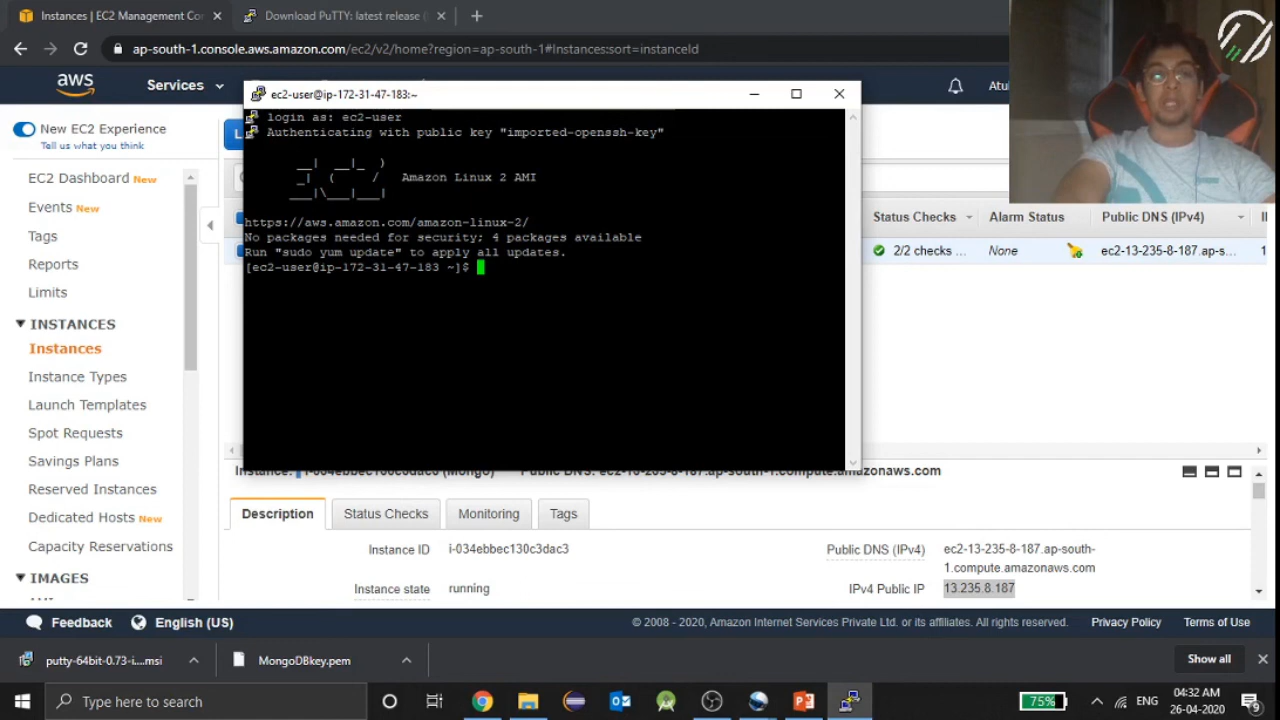 Instances | EC2 Management Con
Download PuTTY: latest release (
ap-south-1.console.aws.amazon.com/ec2/v2/home?region=ap-south-1#Instances:sort=instanceId
aws
Services
Atu
ec2-user@ip-172-31-47-183:~
New EC2 Experience
Tell us what you think
EC2 Dashboard New
Events New
Tags
Reports
Limits
INSTANCES
Instances
Instance Types
Launch Templates
Spot Requests
Savings Plans
Reserved Instances
Dedicated Hosts New
Capacity Reservations
IMAGES
login as: ec2-user
Authenticating with public key "imported-openssh-key"
__| __|_ )
_| ( / Amazon Linux 2 AMI
___|\___|___|
https://aws.amazon.com/amazon-linux-2/
No packages needed for security; 4 packages available
Run "sudo yum update" to apply all updates.
[ec2-user@ip-172-31-47-183 ~]$
Status Checks
Alarm Status
Public DNS (IPv4)
2/2 checks ...
None
ec2-13-235-8-187.ap-s...
Instance: i-034ebbec130c3dac3 (Mongo) Public DNS: ec2-13-235-8-187.ap-south-1.compute.amazonaws.com
Description
Status Checks
Monitoring
Tags
Instance ID i-034ebbec130c3dac3
Public DNS (IPv4) ec2-13-235-8-187.ap-south-
1.compute.amazonaws.com
Instance state running
IPv4 Public IP 13.235.8.187
Feedback
English (US)
© 2008 - 2020, Amazon Internet Services Private Ltd. or its affiliates. All rights reserved.
Privacy Policy
Terms of Use
putty-64bit-0.73-i....msi
MongoDBkey.pem
Show all
Type here to search
75%
ENG
04:32 AM
26-04-2020
9